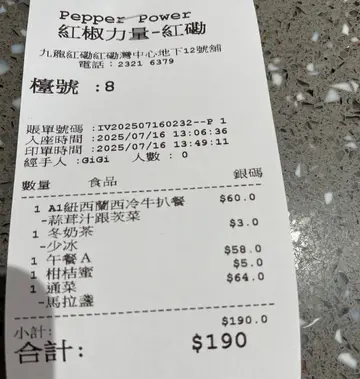 Pepper Power
紅椒力量-紅磡
九龍紅磡紅磡灣中心地下12號舖
電話：2321 6379
檯號 :8
賬單號碼 :IV202507160232--P 1
入座時間 :2025/07/16 13:06:36
印單時間 :2025/07/16 13:49:11
經手人 :GiGi 人數 : 0
數量 食品 銀碼
1 A1紐西蘭西冷牛扒餐 $60.0
-蒜茸汁跟茨菜
1 冬奶茶 $3.0
-少冰
1 午餐A $58.0
1 柑桔蜜 $5.0
1 通菜 $64.0
-馬拉盞
$190.0
小計:
合計: $190